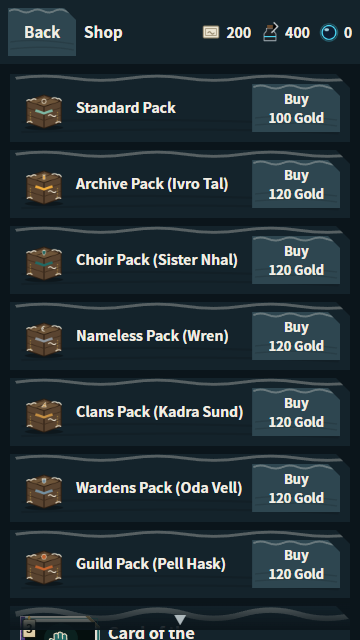 Back Shop 200 400 0
Standard Pack
Buy
100 Gold
Archive Pack (Ivro Tal)
Buy
120 Gold
Choir Pack (Sister Nhal)
Buy
120 Gold
Nameless Pack (Wren)
Buy
120 Gold
Clans Pack (Kadra Sund)
Buy
120 Gold
Wardens Pack (Oda Vell)
Buy
120 Gold
Guild Pack (Pell Hask)
Buy
120 Gold
Card of the